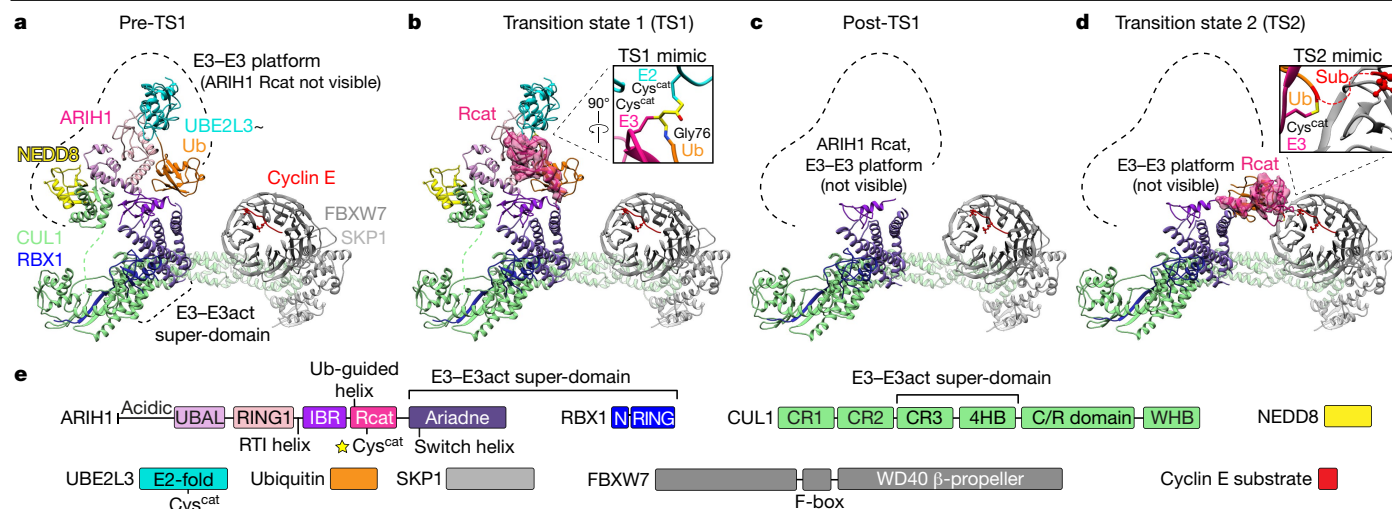 a Pre-TS1
E3–E3 platform
(ARIH1 Rcat not visible)
ARIH1
UBE2L3~
Ub
NEDD8
Cyclin E
FBXW7
SKP1
CUL1
RBX1
E3–E3act
super-domain
b Transition state 1 (TS1)
TS1 mimic
E2
Cyscat
Cyscat
E3
Gly76
Ub
90°
Rcat
c Post-TS1
ARIH1 Rcat,
E3–E3 platform
(not visible)
d Transition state 2 (TS2)
TS2 mimic
Sub
Ub
Cyscat
E3
E3–E3 platform
(not visible)
Rcat
e
Ub-guided
helix
E3–E3act super-domain
E3–E3act super-domain
ARIH1 Acidic UBAL RING1 IBR Rcat Ariadne
RTI helix
Cyscat
Switch helix
RBX1 N RING
CUL1 CR1 CR2 CR3 4HB C/R domain WHB
NEDD8
UBE2L3 E2-fold
Cyscat
Ubiquitin
SKP1
FBXW7 WD40 β-propeller
F-box
Cyclin E substrate